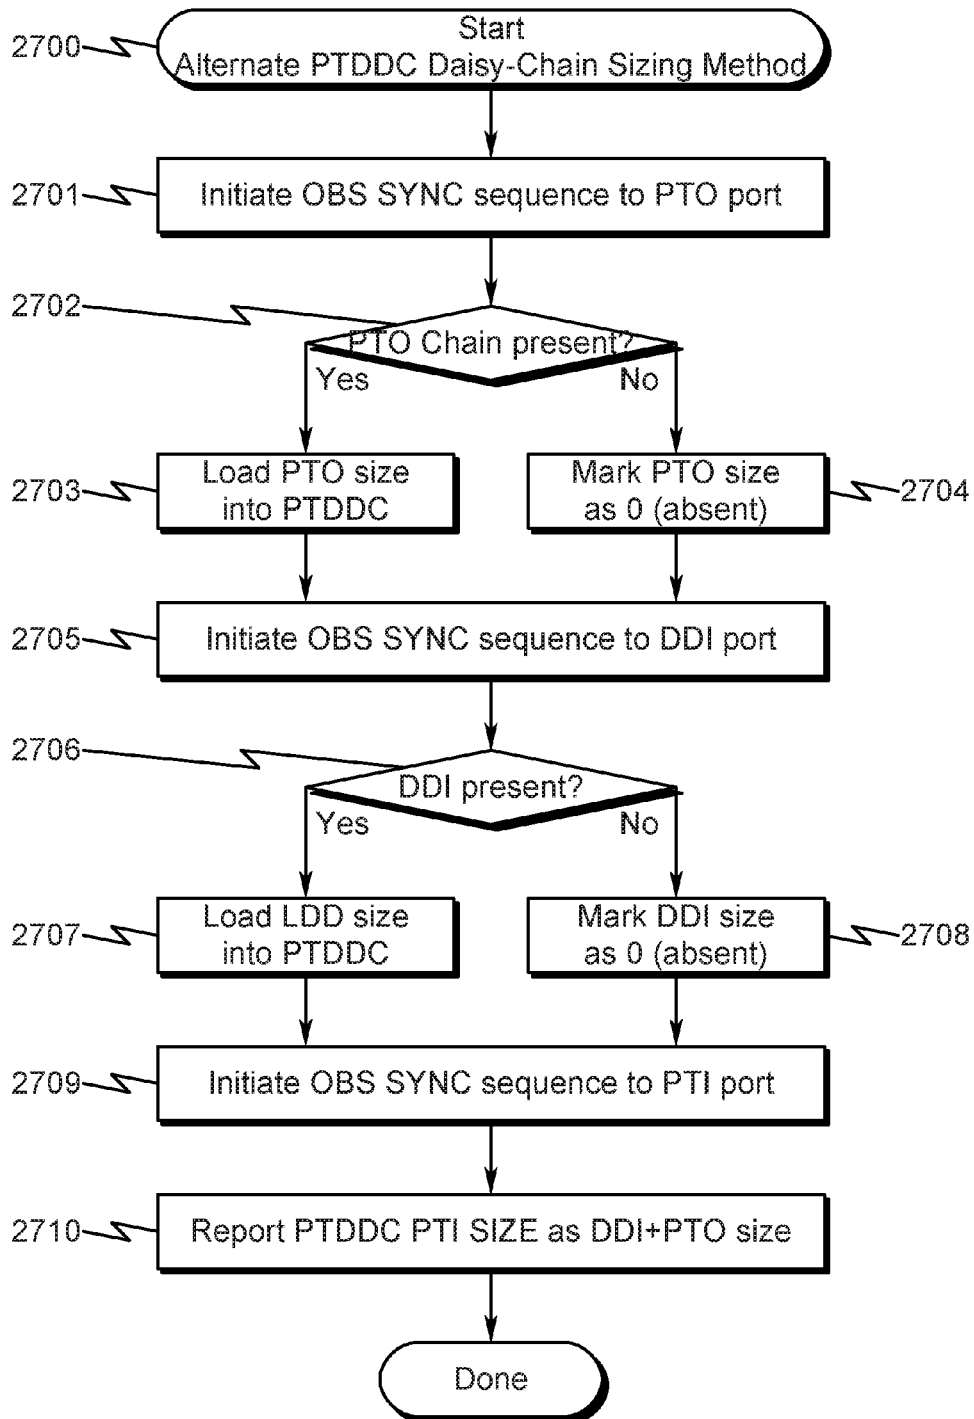 2700
Start
Alternate PTDDC Daisy-Chain Sizing Method
2701
Initiate OBS SYNC sequence to PTO port
2702
PTO Chain present?
Yes
No
2703
Load PTO size
into PTDDC
Mark PTO size
as 0 (absent)
2704
2705
Initiate OBS SYNC sequence to DDI port
2706
DDI present?
Yes
No
2707
Load LDD size
into PTDDC
Mark DDI size
as 0 (absent)
2708
2709
Initiate OBS SYNC sequence to PTI port
2710
Report PTDDC PTI SIZE as DDI+PTO size
Done